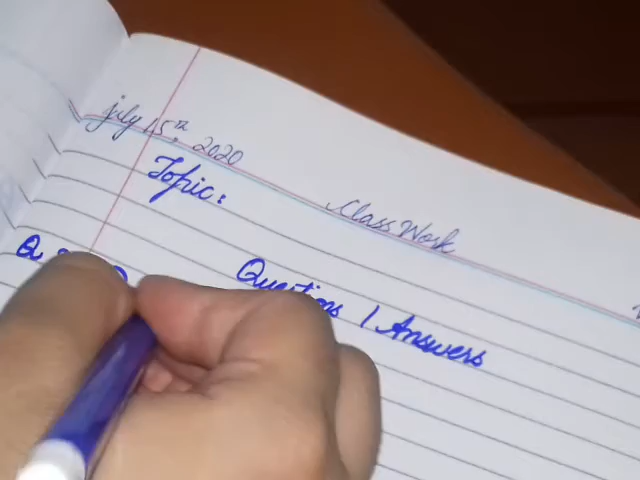 july 15th, 2020
Class Work
Topic:
Questions / Answers
Q